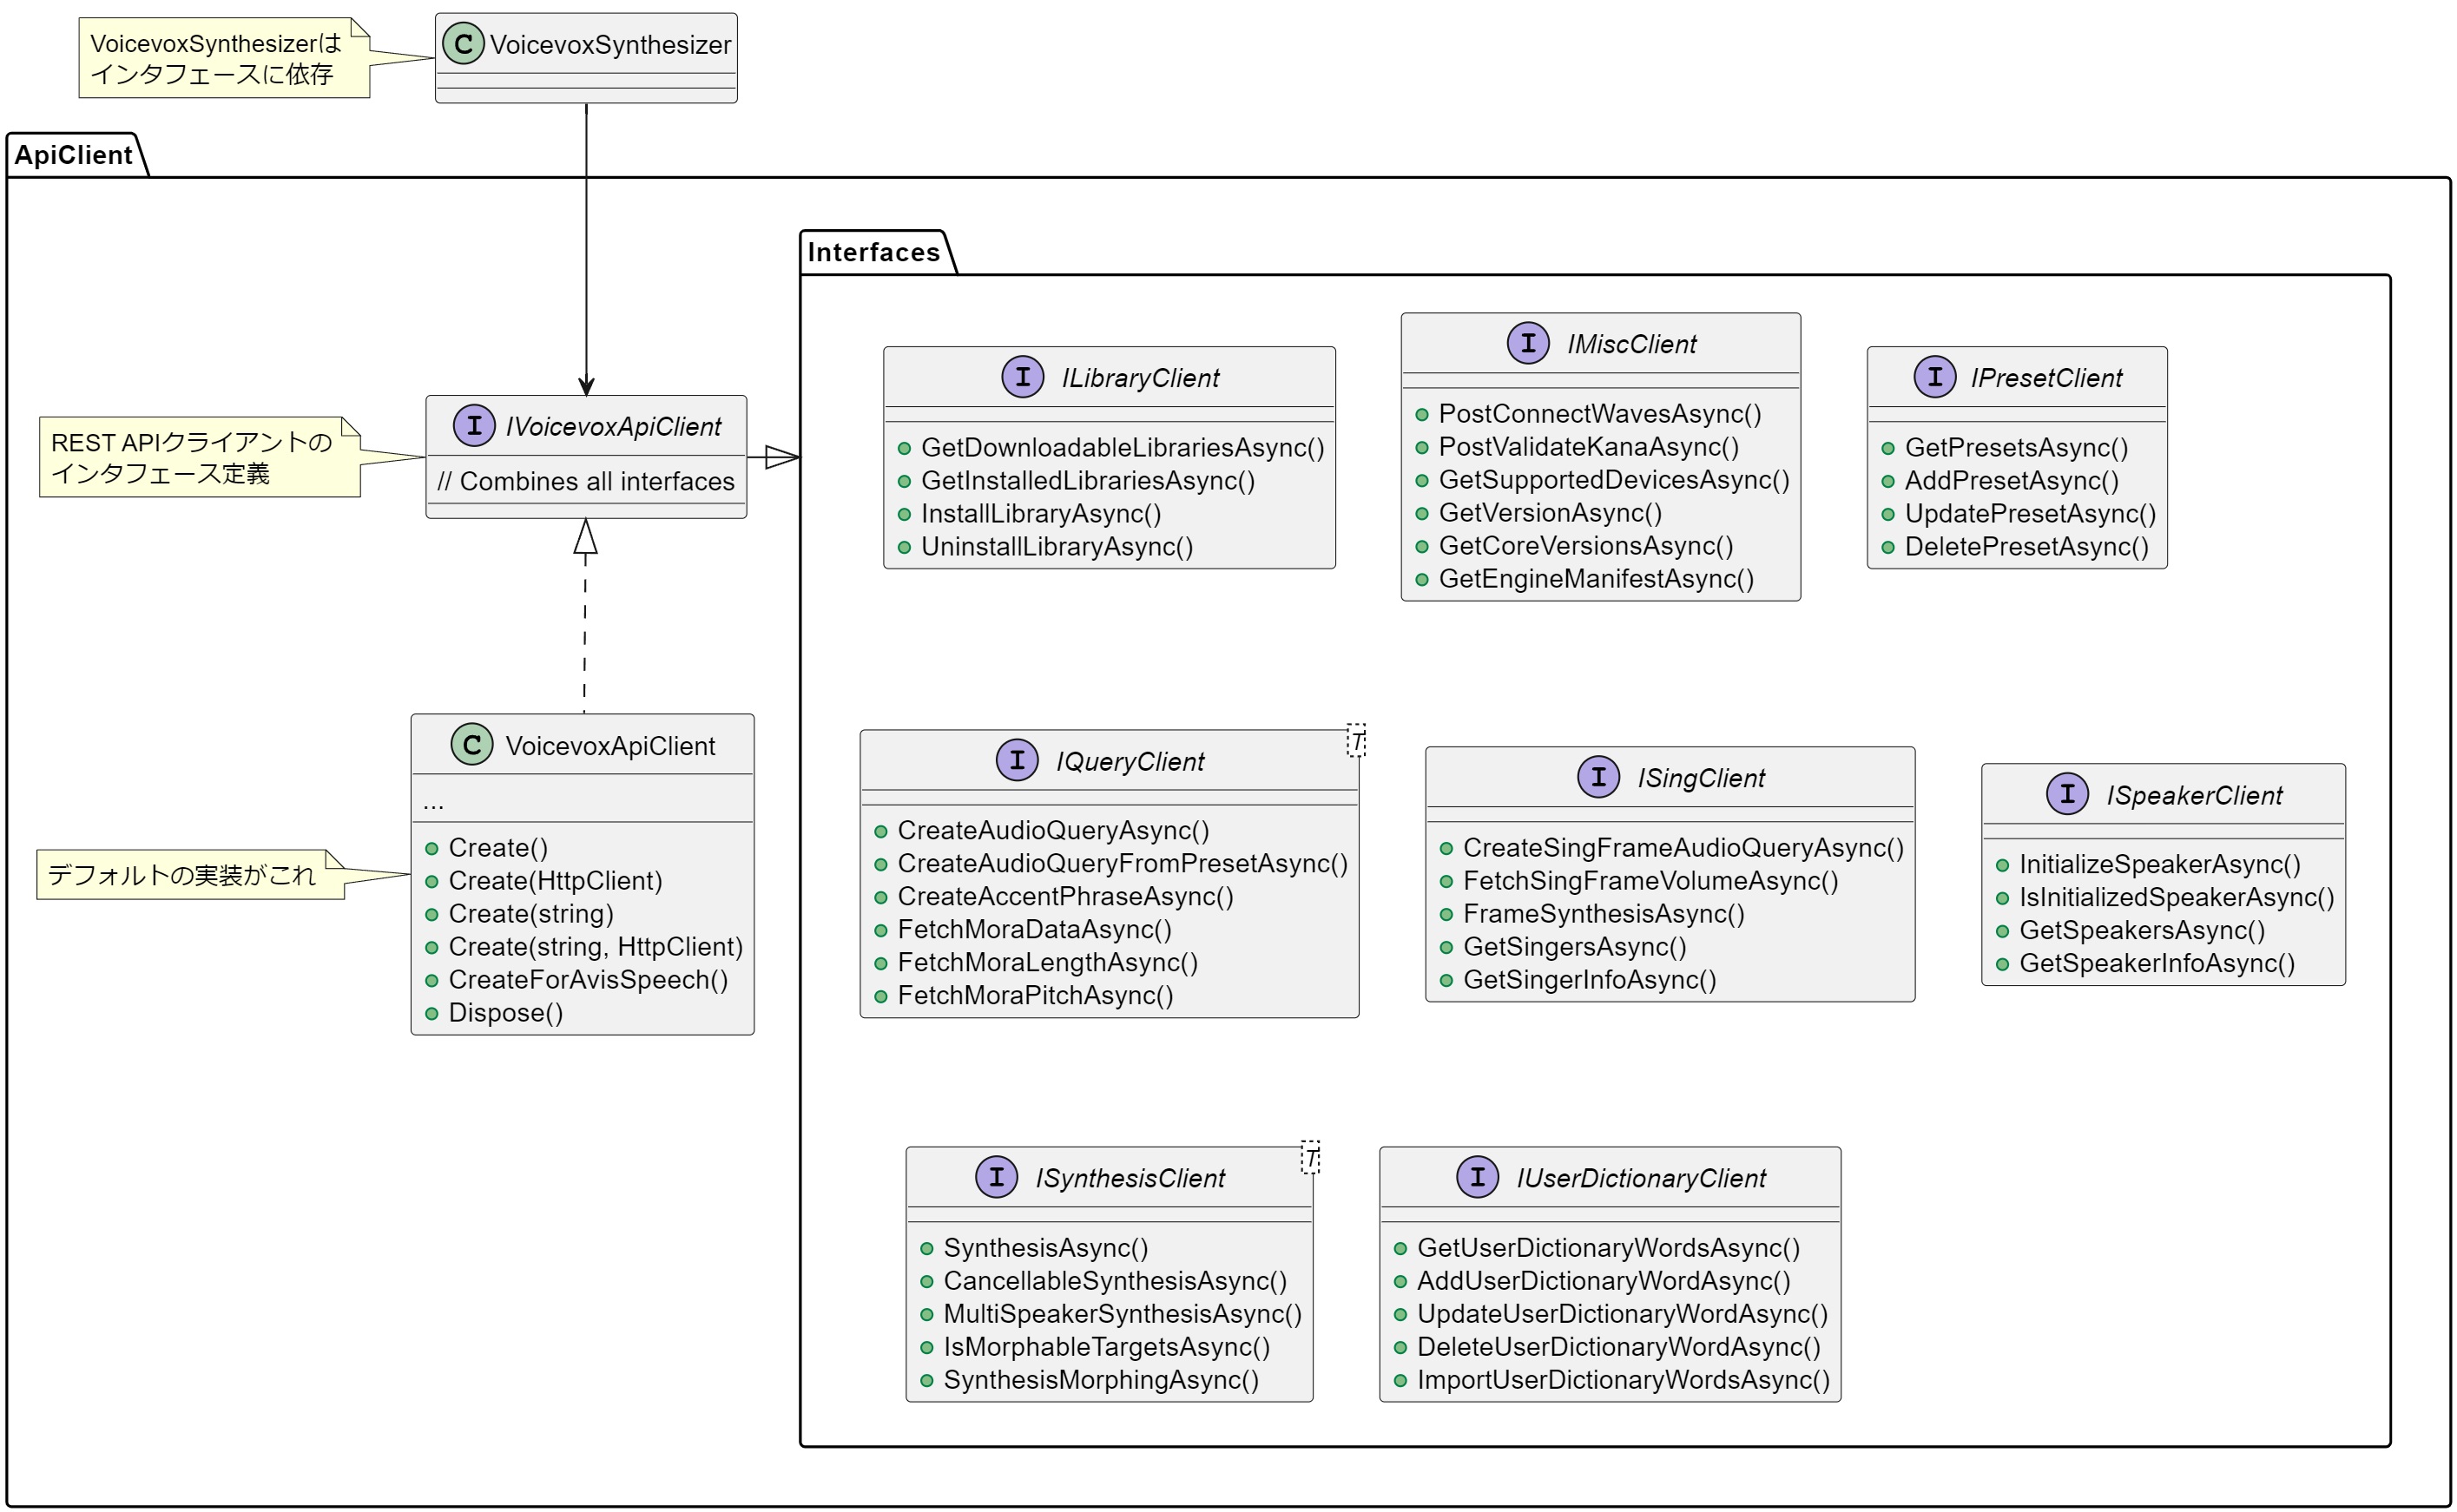 VoicevoxSynthesizerは
インタフェースに依存
C VoicevoxSynthesizer
ApiClient
REST APIクライアントの
インタフェース定義
I IVoicevoxApiClient
// Combines all interfaces
デフォルトの実装がこれ
C VoicevoxApiClient
...
Create()
Create(HttpClient)
Create(string)
Create(string, HttpClient)
CreateForAvisSpeech()
Dispose()
Interfaces
I ILibraryClient
GetDownloadableLibrariesAsync()
GetInstalledLibrariesAsync()
InstallLibraryAsync()
UninstallLibraryAsync()
I IMiscClient
PostConnectWavesAsync()
PostValidateKanaAsync()
GetSupportedDevicesAsync()
GetVersionAsync()
GetCoreVersionsAsync()
GetEngineManifestAsync()
I IPresetClient
GetPresetsAsync()
AddPresetAsync()
UpdatePresetAsync()
DeletePresetAsync()
I IQueryClient
T
CreateAudioQueryAsync()
CreateAudioQueryFromPresetAsync()
CreateAccentPhraseAsync()
FetchMoraDataAsync()
FetchMoraLengthAsync()
FetchMoraPitchAsync()
I ISingClient
CreateSingFrameAudioQueryAsync()
FetchSingFrameVolumeAsync()
FrameSynthesisAsync()
GetSingersAsync()
GetSingerInfoAsync()
I ISpeakerClient
InitializeSpeakerAsync()
IsInitializedSpeakerAsync()
GetSpeakersAsync()
GetSpeakerInfoAsync()
I ISynthesisClient
T
SynthesisAsync()
CancellableSynthesisAsync()
MultiSpeakerSynthesisAsync()
IsMorphableTargetsAsync()
SynthesisMorphingAsync()
I IUserDictionaryClient
GetUserDictionaryWordsAsync()
AddUserDictionaryWordAsync()
UpdateUserDictionaryWordAsync()
DeleteUserDictionaryWordAsync()
ImportUserDictionaryWordsAsync()